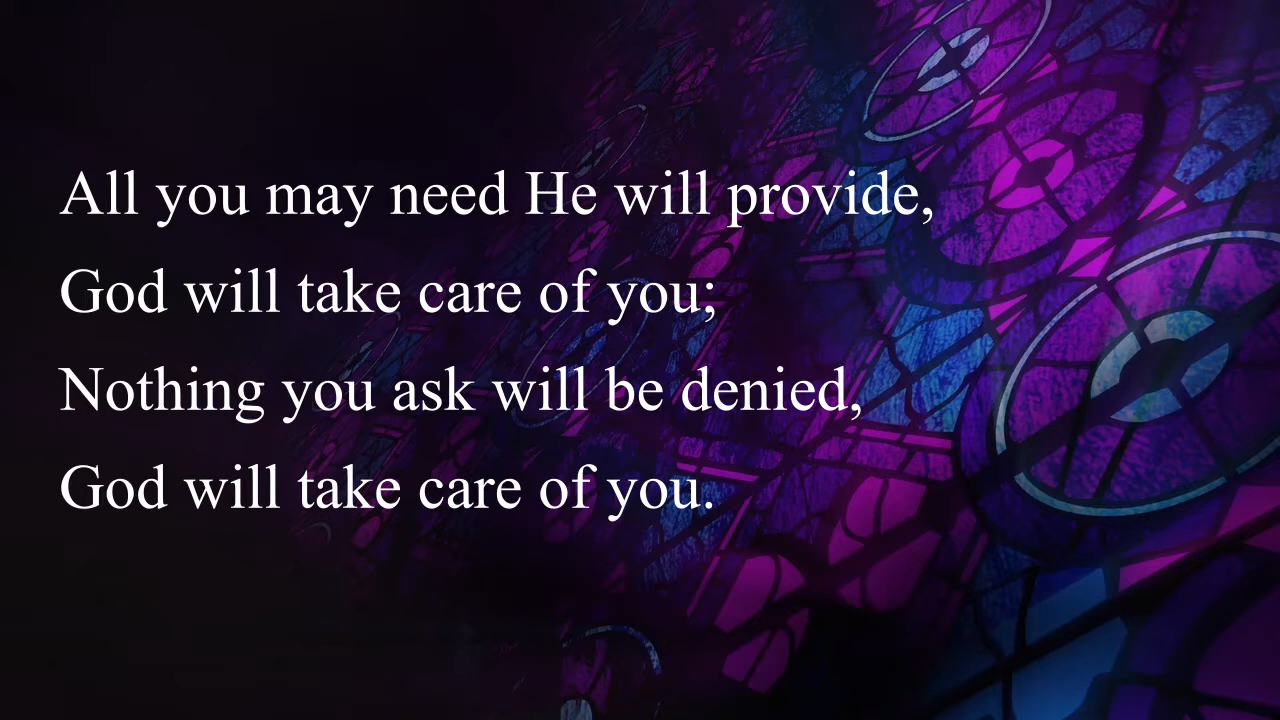 All you may need He will provide,
God will take care of you;
Nothing you ask will be denied,
God will take care of you.